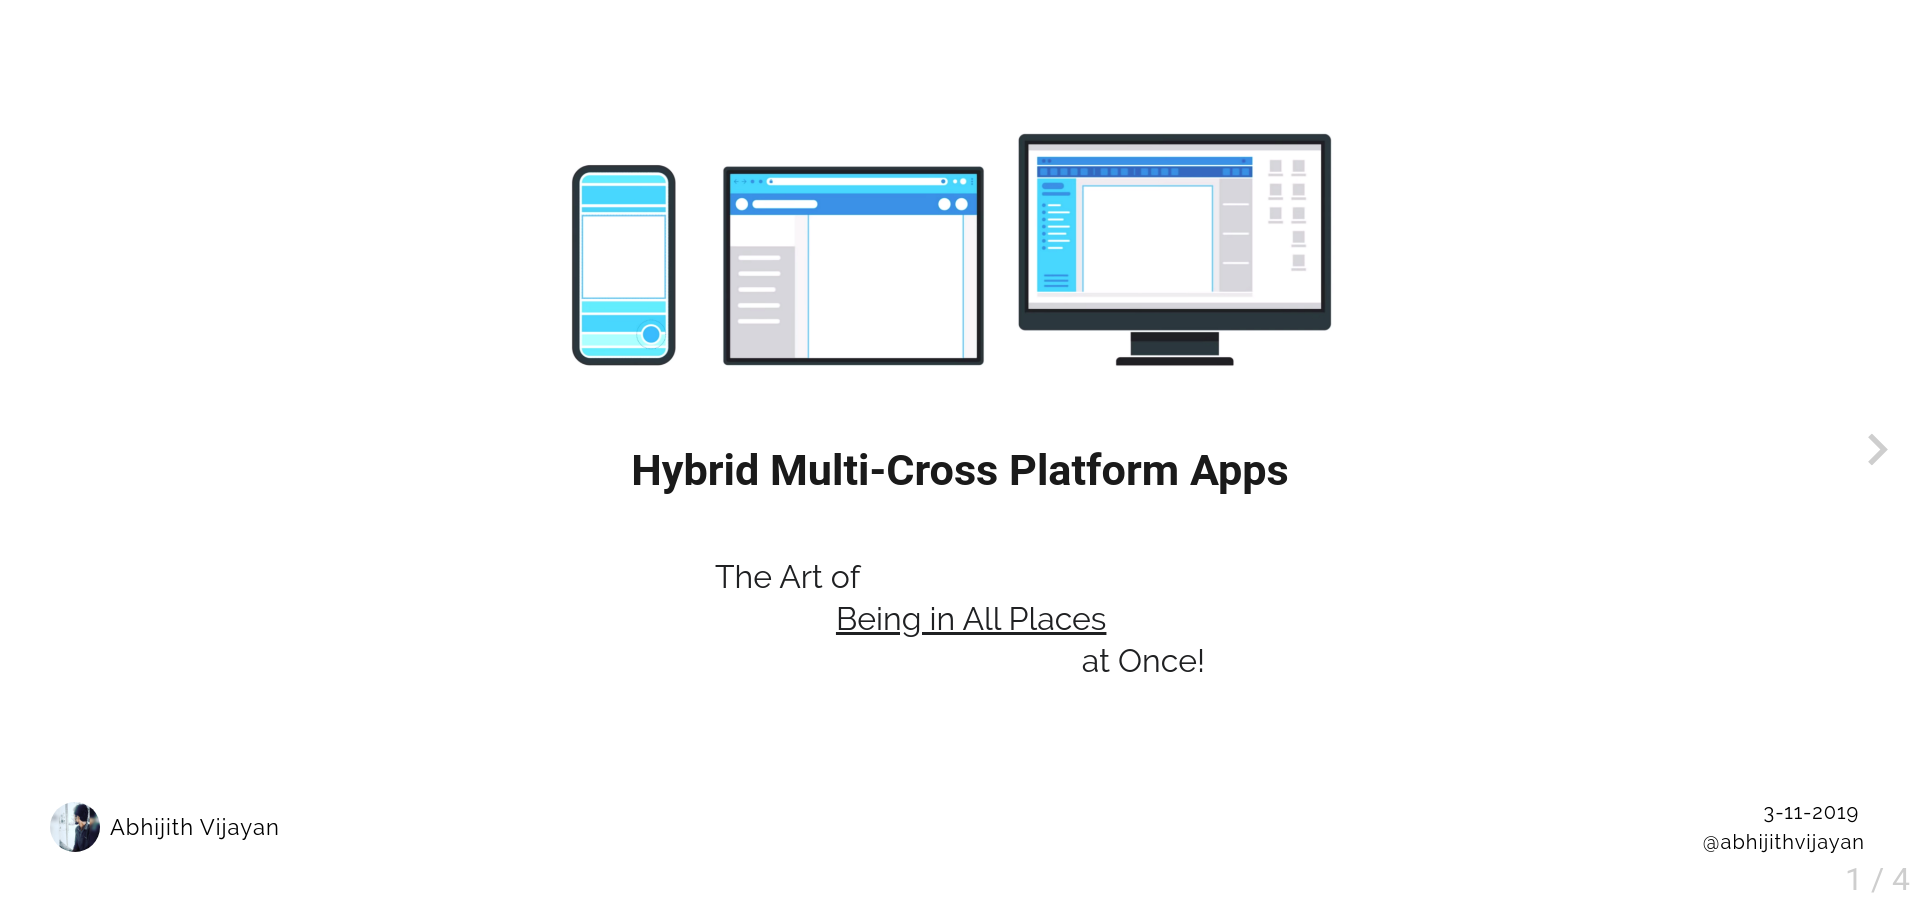 Hybrid Multi-Cross Platform Apps
The Art of
Being in All Places
at Once!
Abhijith Vijayan
3-11-2019
@abhijithvijayan
1 / 4